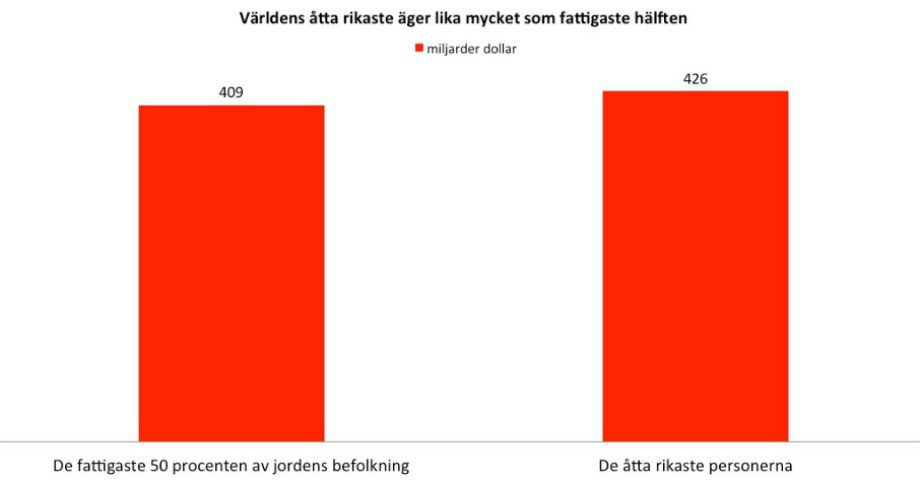 Världens åtta rikaste äger lika mycket som fattigaste hälften
miljarder dollar
409
426
De fattigaste 50 procenten av jordens befolkning
De åtta rikaste personerna